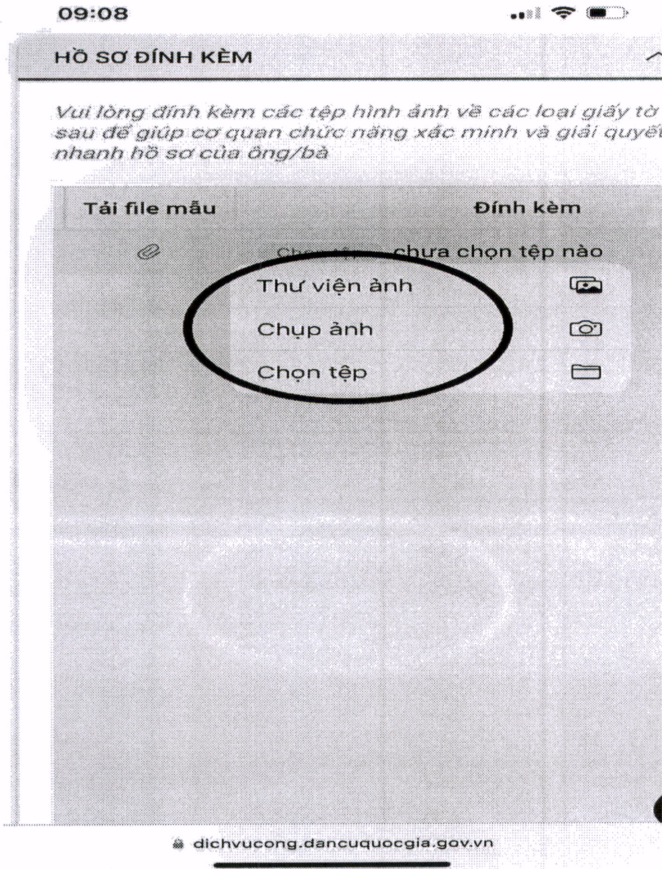 09:08
HỒ SƠ ĐÍNH KÈM
Vui lòng đính kèm các tệp hình ảnh về các loại giấy tờ
sau để giúp cơ quan chức năng xác minh và giải quyết
nhanh hồ sơ của ông/bà
Tải file mẫu Đính kèm
Chọn tệp chưa chọn tệp nào
Thư viện ảnh
Chụp ảnh
Chọn tệp
dichvucong.dancuquocgia.gov.vn